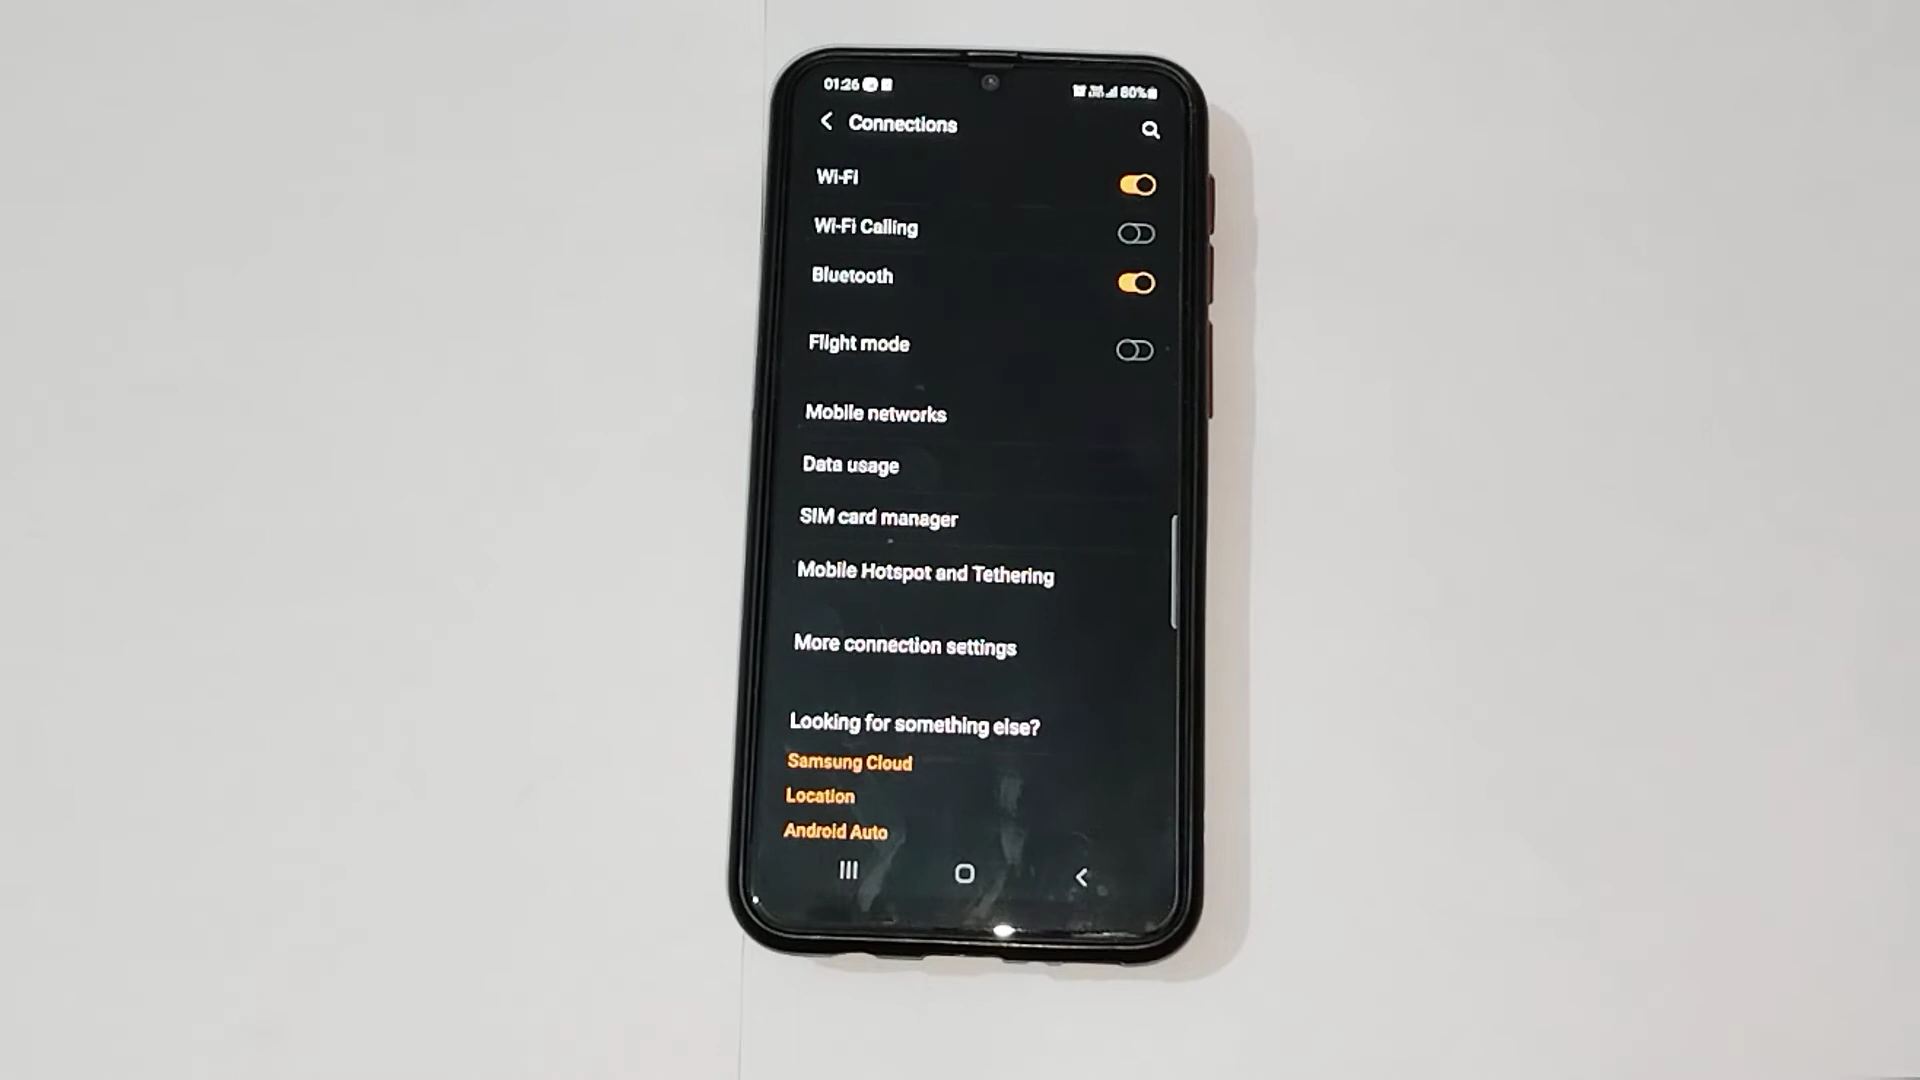 01:26
80%
Connections
Wi-Fi
Wi-Fi Calling
Bluetooth
Flight mode
Mobile networks
Data usage
SIM card manager
Mobile Hotspot and Tethering
More connection settings
Looking for something else?
Samsung Cloud
Location
Android Auto